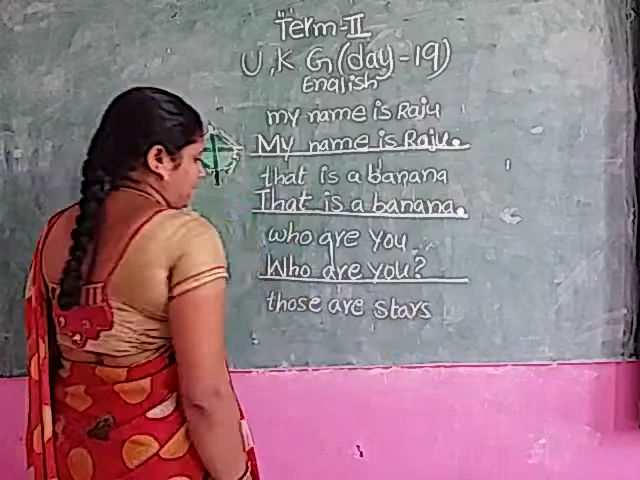 Term-II
U.K G(day-19)
English
my name is Raju
My name is Raju.
that is a banana
That is a banana.
who are you
Who are you?
those are stars